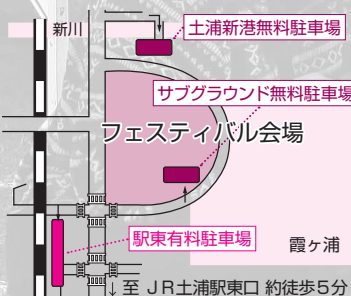 土浦新港無料駐車場
新川
サブグラウンド無料駐車場
フェスティバル会場
駅東有料駐車場
霞ヶ浦
↓至 JR土浦駅東口 約徒歩5分